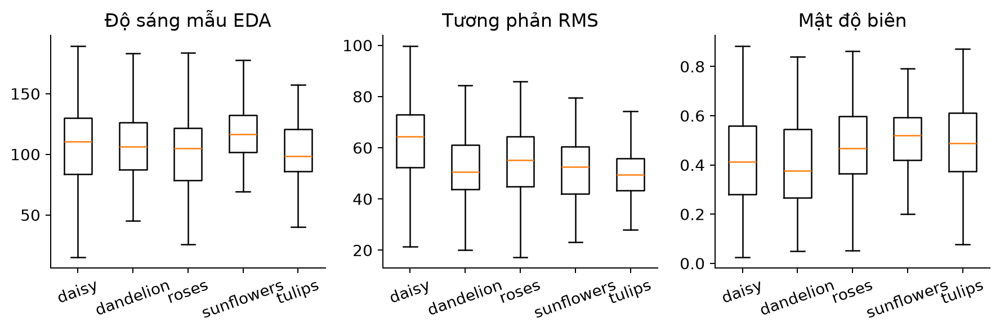 Độ sáng mẫu EDA
150
100
50
daisy
dandelion
roses
sunflowers
tulips
Tương phản RMS
100
80
60
40
20
daisy
dandelion
roses
sunflowers
tulips
Mật độ biên
0.8
0.6
0.4
0.2
0.0
daisy
dandelion
roses
sunflowers
tulips